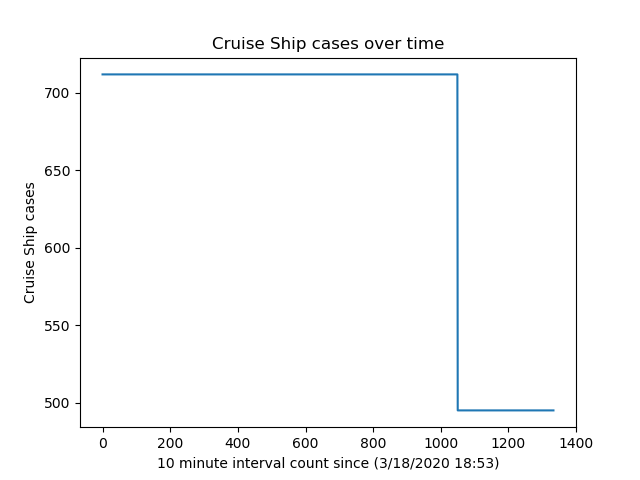 Cruise Ship cases over time
Cruise Ship cases
700
650
600
550
500
0 200 400 600 800 1000 1200 1400
10 minute interval count since (3/18/2020 18:53)